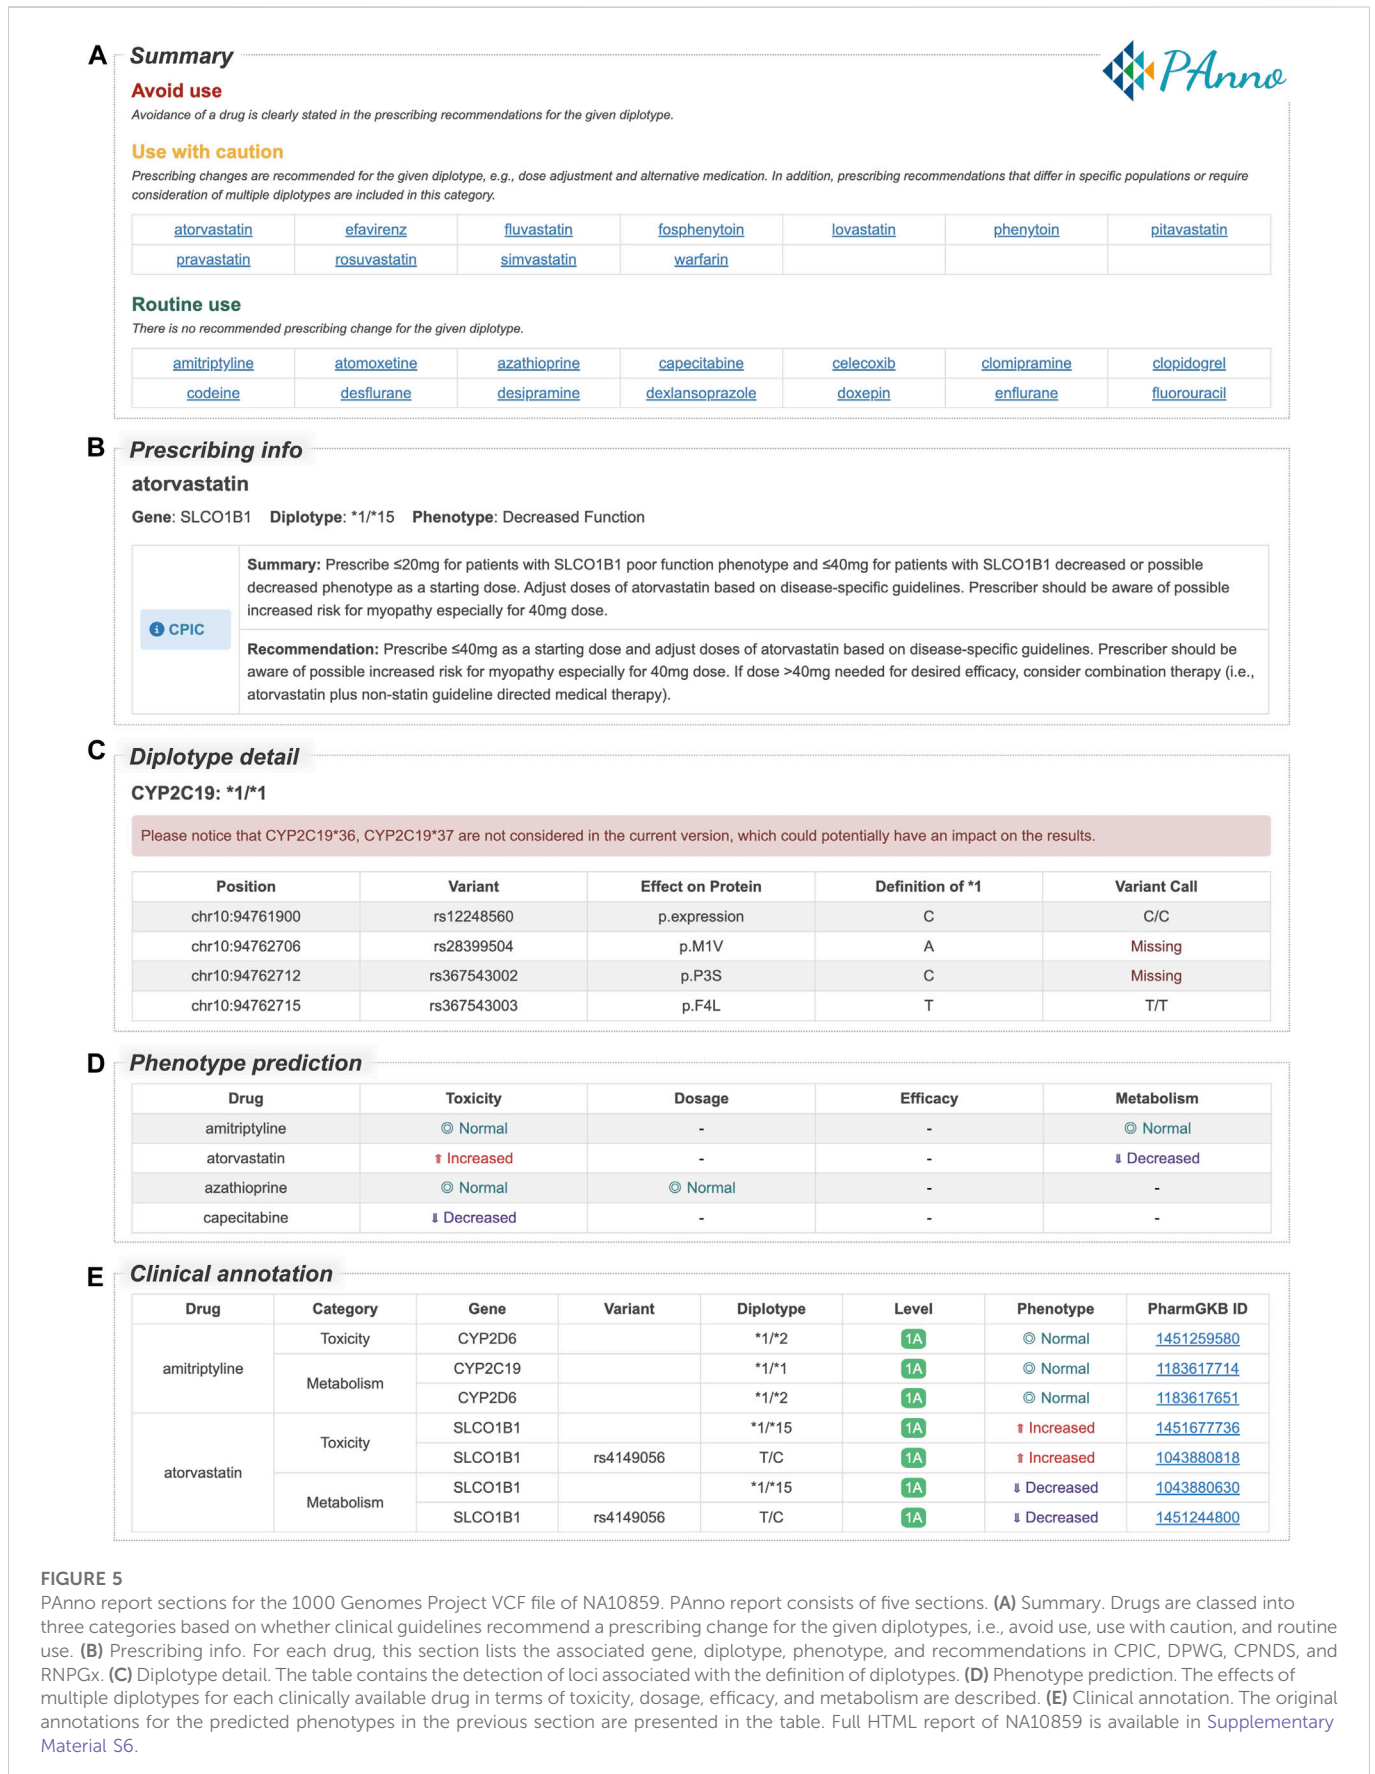 A Summary
PAnno
Avoid use
Avoidance of a drug is clearly stated in the prescribing recommendations for the given diplotype.
Use with caution
Prescribing changes are recommended for the given diplotype, e.g., dose adjustment and alternative medication. In addition, prescribing recommendations that differ in specific populations or require
consideration of multiple diplotypes are included in this category.
atorvastatin efavirenz fluvastatin fosphenytoin lovastatin phenytoin pitavastatin
pravastatin rosuvastatin simvastatin warfarin
Routine use
There is no recommended prescribing change for the given diplotype.
amitriptyline atomoxetine azathioprine capecitabine celecoxib clomipramine clopidogrel
codeine desflurane desipramine dexlansoprazole doxepin enflurane fluorouracil
B Prescribing info
atorvastatin
Gene: SLCO1B1 Diplotype: *1/*15 Phenotype: Decreased Function
CPIC
Summary: Prescribe ≤20mg for patients with SLCO1B1 poor function phenotype and ≤40mg for patients with SLCO1B1 decreased or possible
decreased phenotype as a starting dose. Adjust doses of atorvastatin based on disease-specific guidelines. Prescriber should be aware of possible
increased risk for myopathy especially for 40mg dose.
Recommendation: Prescribe ≤40mg as a starting dose and adjust doses of atorvastatin based on disease-specific guidelines. Prescriber should be
aware of possible increased risk for myopathy especially for 40mg dose. If dose >40mg needed for desired efficacy, consider combination therapy (i.e.,
atorvastatin plus non-statin guideline directed medical therapy).
C Diplotype detail
CYP2C19: *1/*1
Please notice that CYP2C19*36, CYP2C19*37 are not considered in the current version, which could potentially have an impact on the results.
Position Variant Effect on Protein Definition of *1 Variant Call
chr10:94761900 rs12248560 p.expression C C/C
chr10:94762706 rs28399504 p.M1V A Missing
chr10:94762712 rs367543002 p.P3S C Missing
chr10:94762715 rs367543003 p.F4L T T/T
D Phenotype prediction
Drug Toxicity Dosage Efficacy Metabolism
amitriptyline ◎ Normal - - ◎ Normal
atorvastatin ⬆ Increased - - ⬇ Decreased
azathioprine ◎ Normal ◎ Normal - -
capecitabine ⬇ Decreased - - -
E Clinical annotation
Drug Category Gene Variant Diplotype Level Phenotype PharmGKB ID
amitriptyline Toxicity CYP2D6 *1/*2 1A ◎ Normal 1451259580
Metabolism CYP2C19 *1/*1 1A ◎ Normal 1183617714
CYP2D6 *1/*2 1A ◎ Normal 1183617651
atorvastatin Toxicity SLCO1B1 *1/*15 1A ⬆ Increased 1451677736
SLCO1B1 rs4149056 T/C 1A ⬆ Increased 1043880818
Metabolism SLCO1B1 *1/*15 1A ⬇ Decreased 1043880630
SLCO1B1 rs4149056 T/C 1A ⬇ Decreased 1451244800
FIGURE 5
PAnno report sections for the 1000 Genomes Project VCF file of NA10859. PAnno report consists of five sections. (A) Summary. Drugs are classed into
three categories based on whether clinical guidelines recommend a prescribing change for the given diplotypes, i.e., avoid use, use with caution, and routine
use. (B) Prescribing info. For each drug, this section lists the associated gene, diplotype, phenotype, and recommendations in CPIC, DPWG, CPNDS, and
RNPGx. (C) Diplotype detail. The table contains the detection of loci associated with the definition of diplotypes. (D) Phenotype prediction. The effects of
multiple diplotypes for each clinically available drug in terms of toxicity, dosage, efficacy, and metabolism are described. (E) Clinical annotation. The original
annotations for the predicted phenotypes in the previous section are presented in the table. Full HTML report of NA10859 is available in Supplementary
Material S6.